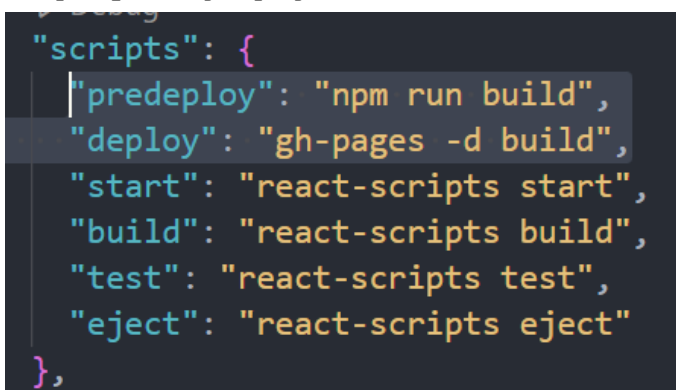 Debug
"scripts": {
"predeploy": "npm run build",
"deploy": "gh-pages -d build",
"start": "react-scripts start",
"build": "react-scripts build",
"test": "react-scripts test",
"eject": "react-scripts eject"
},